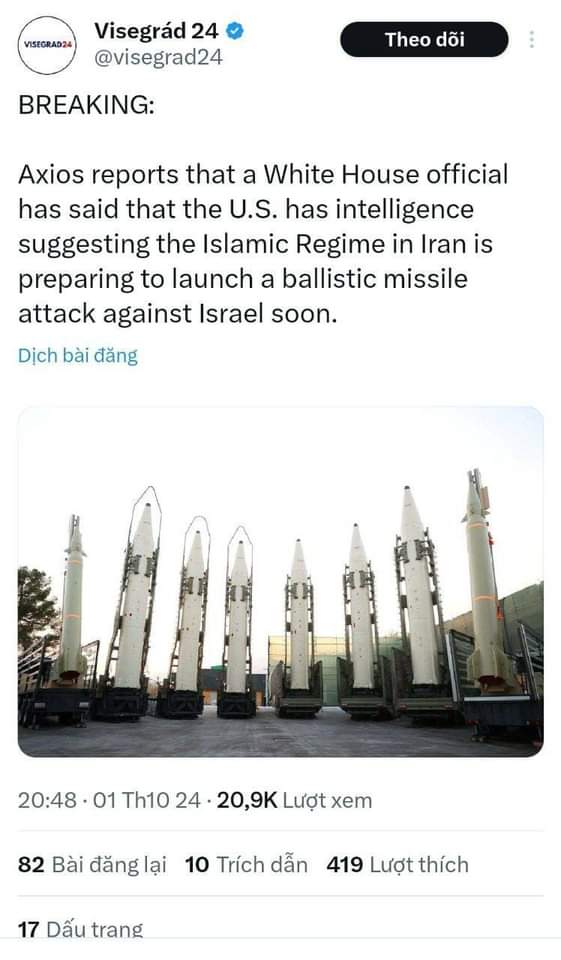 VISEGRAD24
Visegrád 24
@visegrad24
Theo dõi
BREAKING:
Axios reports that a White House official
has said that the U.S. has intelligence
suggesting the Islamic Regime in Iran is
preparing to launch a ballistic missile
attack against Israel soon.
Dịch bài đăng
20:48 · 01 Th10 24 · 20,9K Lượt xem
82 Bài đăng lại 10 Trích dẫn 419 Lượt thích
17 Dấu trang